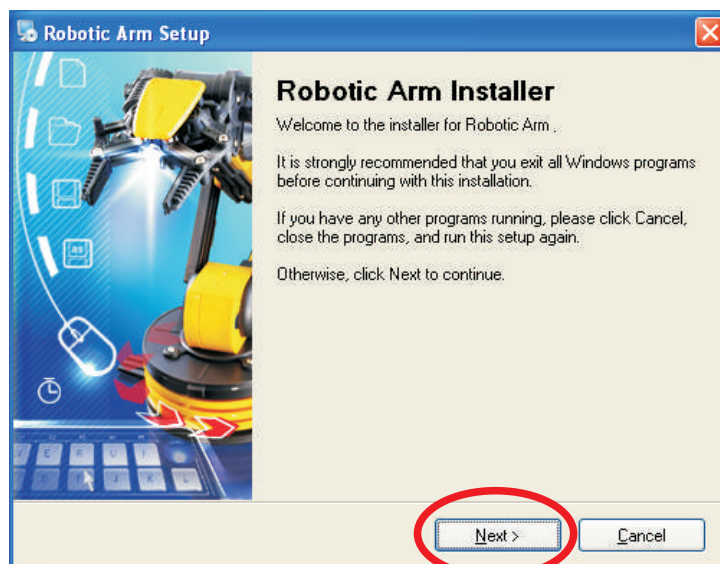 Robotic Arm Setup
Robotic Arm Installer
Welcome to the installer for Robotic Arm .
It is strongly recommended that you exit all Windows programs
before continuing with this installation.
If you have any other programs running, please click Cancel,
close the programs, and run this setup again.
Otherwise, click Next to continue.
as
E R U I
J K L
Next >
Cancel